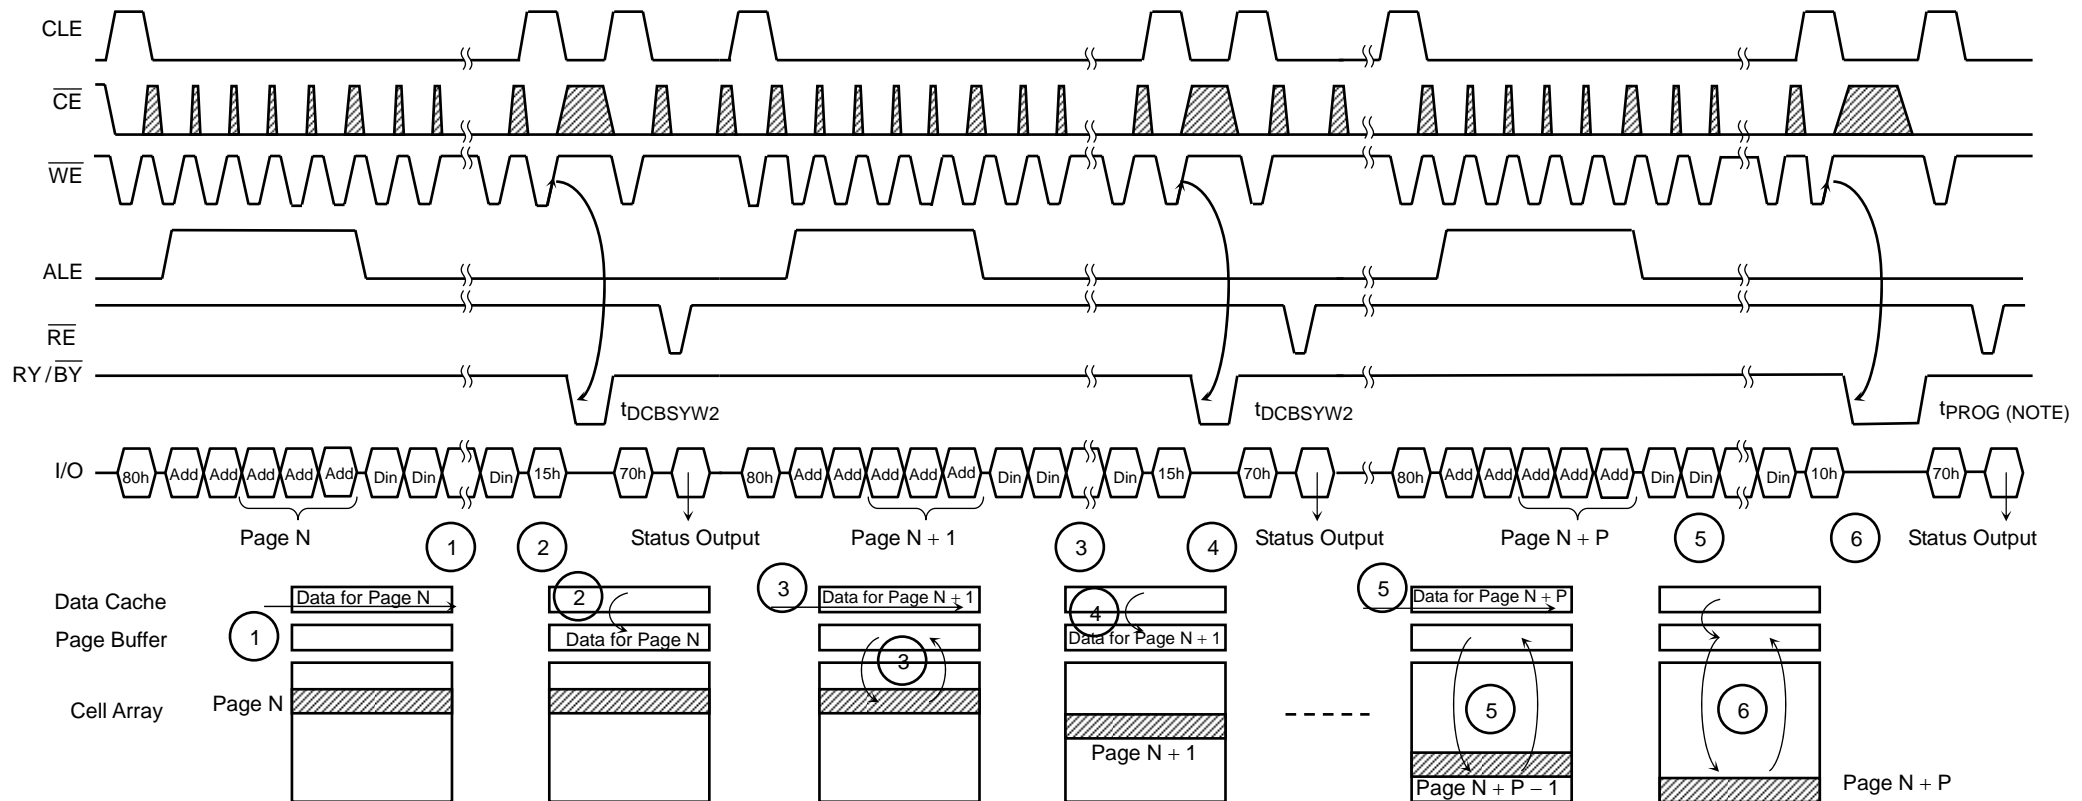 CLE
CE
WE
ALE
RE
RY/BY
tDCBSYW2
tDCBSYW2
tPROG (NOTE)
I/O
80h Add Add Add Add Add Din Din Din 15h 70h 80h Add Add Add Add Add Din Din Din 15h 70h 80h Add Add Add Add Add Din Din Din 10h 70h
Page N
1
2
Status Output
Page N + 1
3
4
Status Output
Page N + P
5
6
Status Output
Data Cache
Data for Page N
2
3
Data for Page N + 1
4
5
Data for Page N + P
Page Buffer
1
Data for Page N
3
Data for Page N + 1
Cell Array
Page N
5
6
Page N + 1
Page N + P − 1
Page N + P